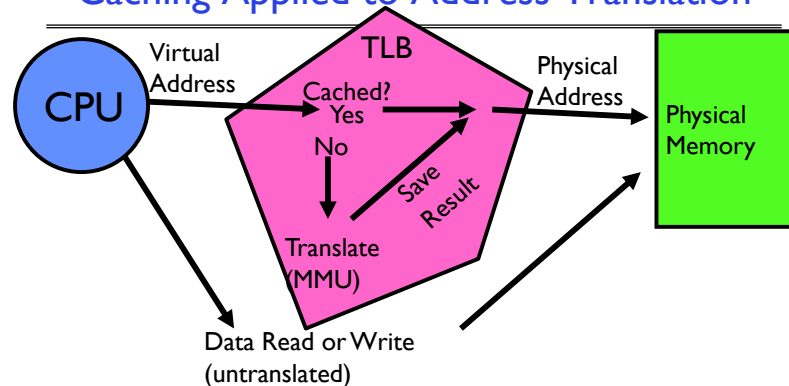 Caching Applied to Address Translation
TLB
Virtual
Address
CPU
Cached?
Yes
No
Save
Result
Translate
(MMU)
Physical
Address
Physical
Memory
Data Read or Write
(untranslated)